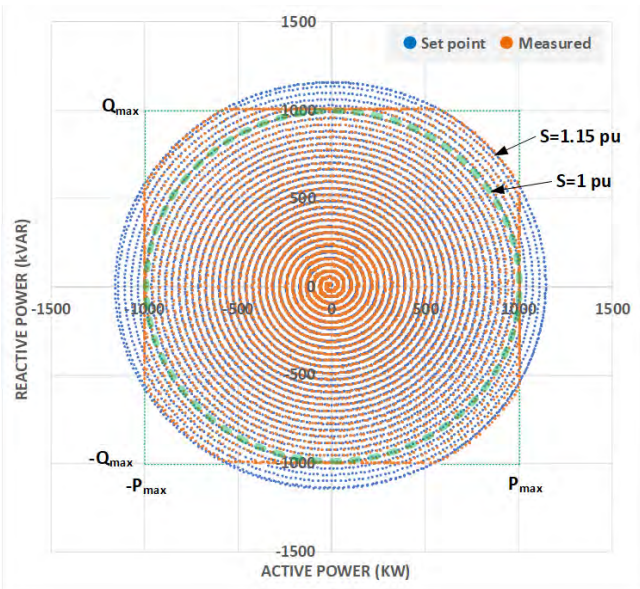 1500
Set point
Measured
Qmax
1000
S=1.15 pu
S=1 pu
500
REACTIVE POWER (kVAR)
0
-1500
-1000
-500
0
500
1000
1500
-500
-Qmax
-1000
-Pmax
Pmax
-1500
ACTIVE POWER (KW)